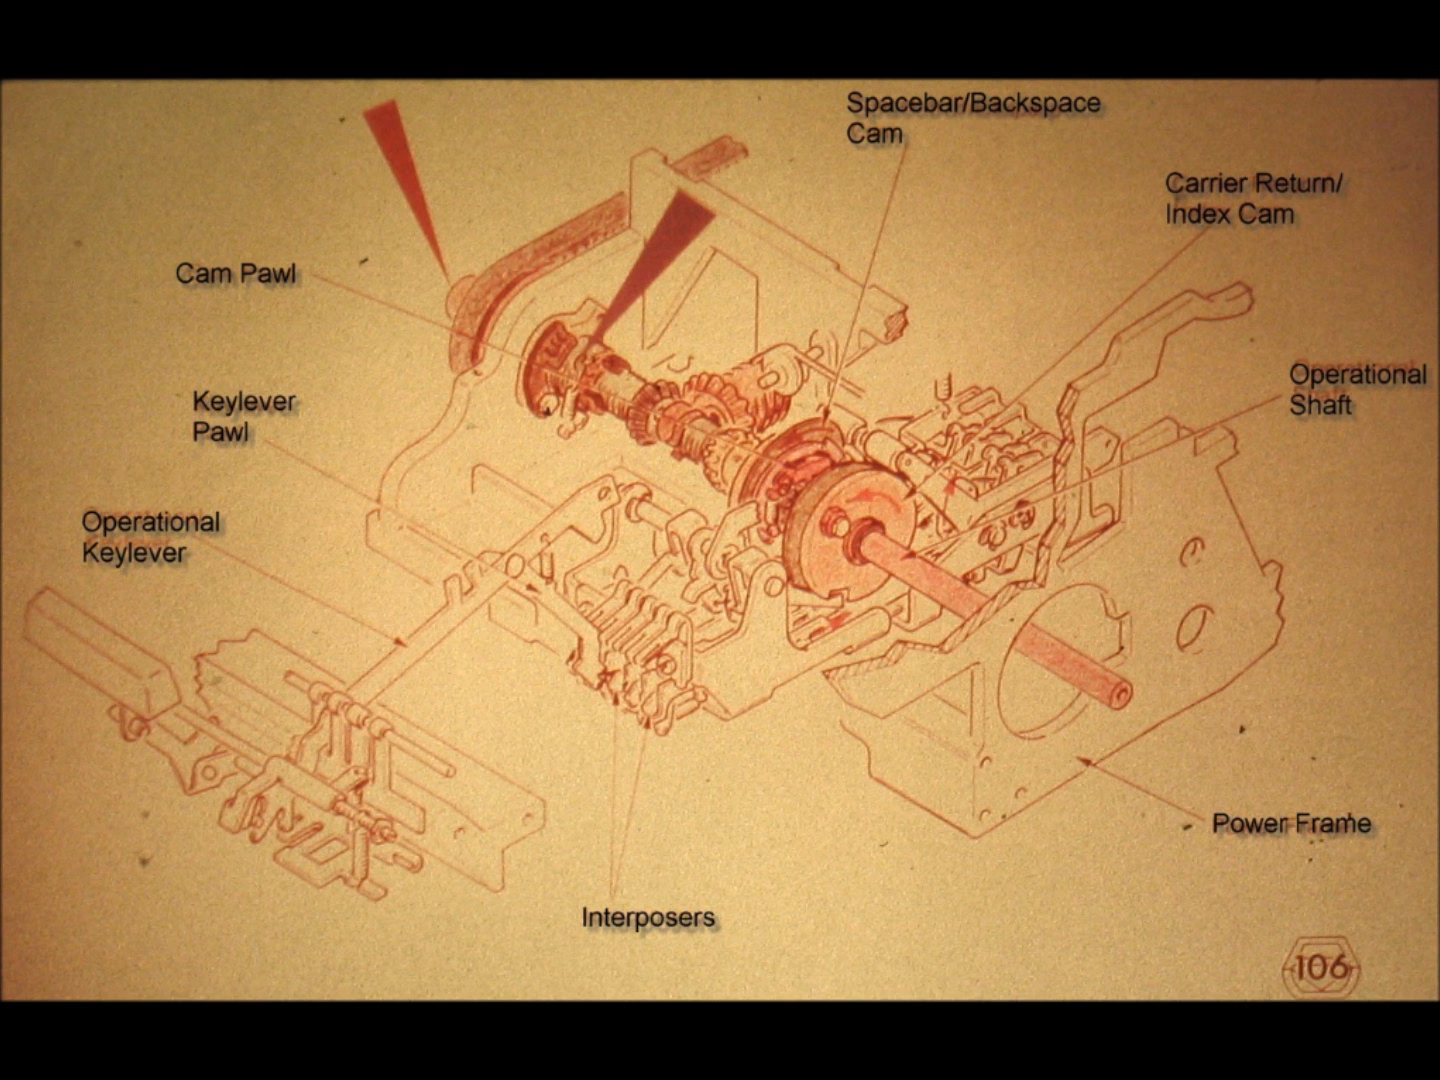 Spacebar/Backspace
Cam
Carrier Return/
Index Cam
Cam Pawl
Operational
Shaft
Keylever
Pawl
Operational
Keylever
Power Frame
Interposers
106